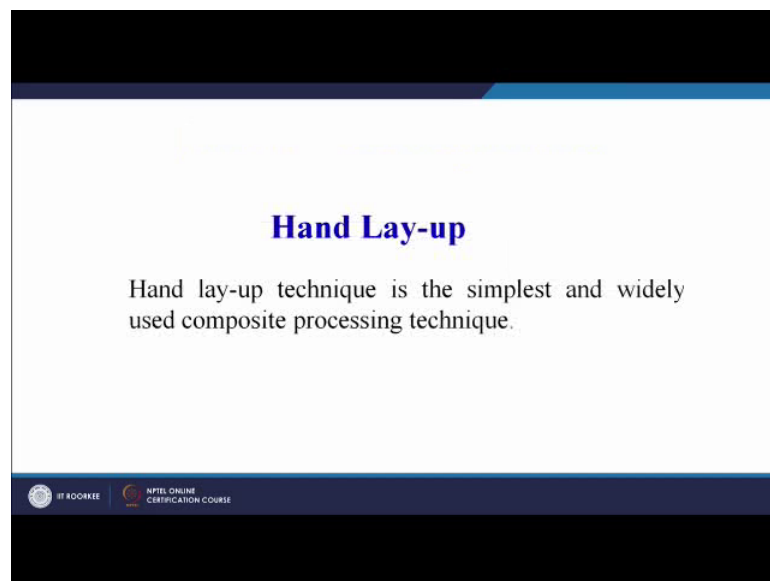 Hand Lay-up
Hand lay-up technique is the simplest and widely
used composite processing technique.
IIT ROORKEE
NPTEL ONLINE
CERTIFICATION COURSE